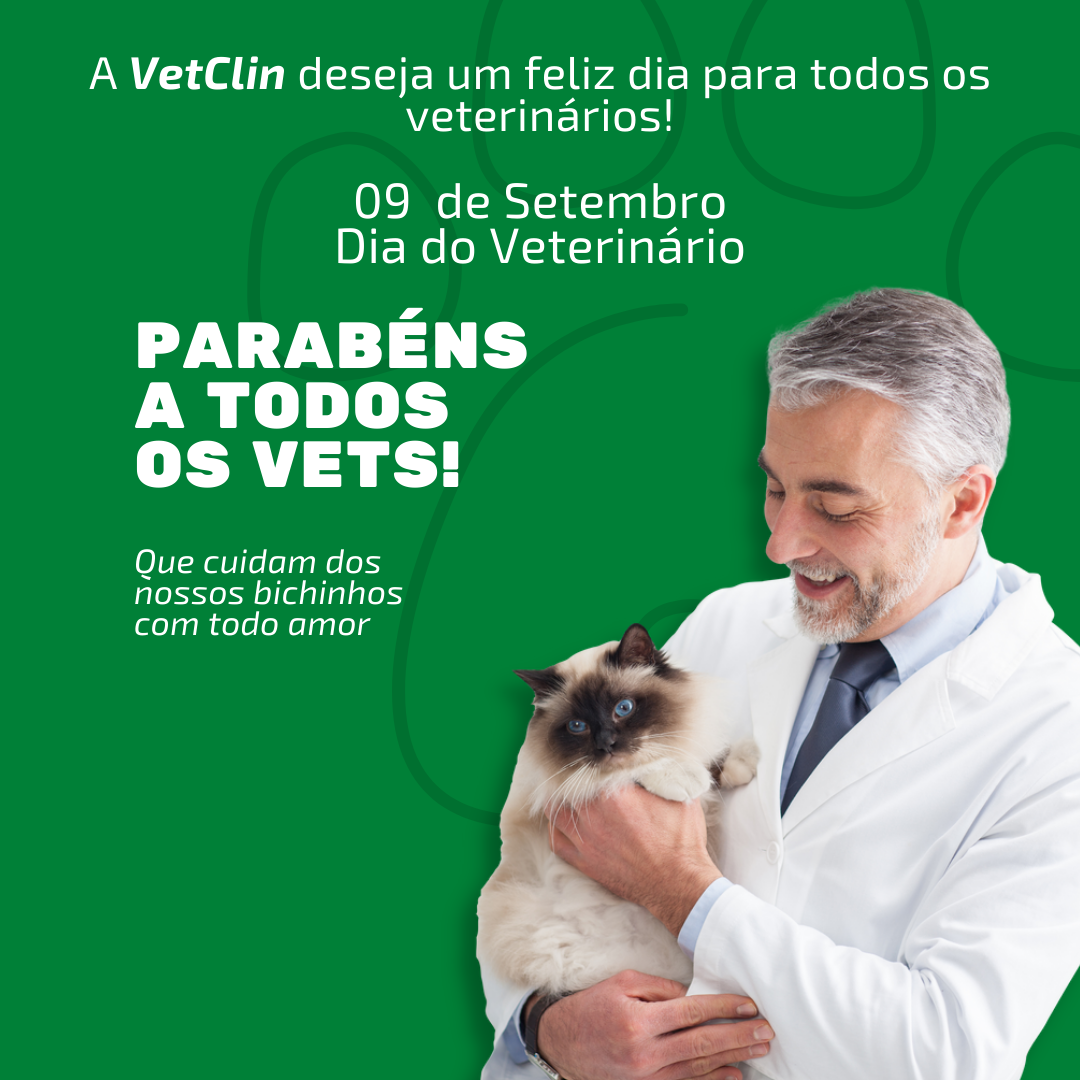 A VetClin deseja um feliz dia para todos os
veterinários!
09 de Setembro
Dia do Veterinário
PARABÉNS
A TODOS
OS VETS!
Que cuidam dos
nossos bichinhos
com todo amor